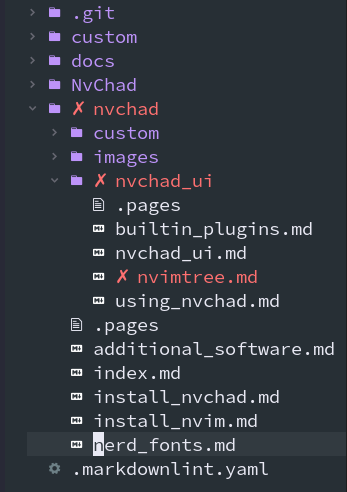 .git
custom
docs
NvChad
✗ nvchad
custom
images
✗ nvchad_ui
.pages
builtin_plugins.md
nvchad_ui.md
✗ nvimtree.md
using_nvchad.md
.pages
additional_software.md
index.md
install_nvchad.md
install_nvim.md
nerd_fonts.md
.markdownlint.yaml